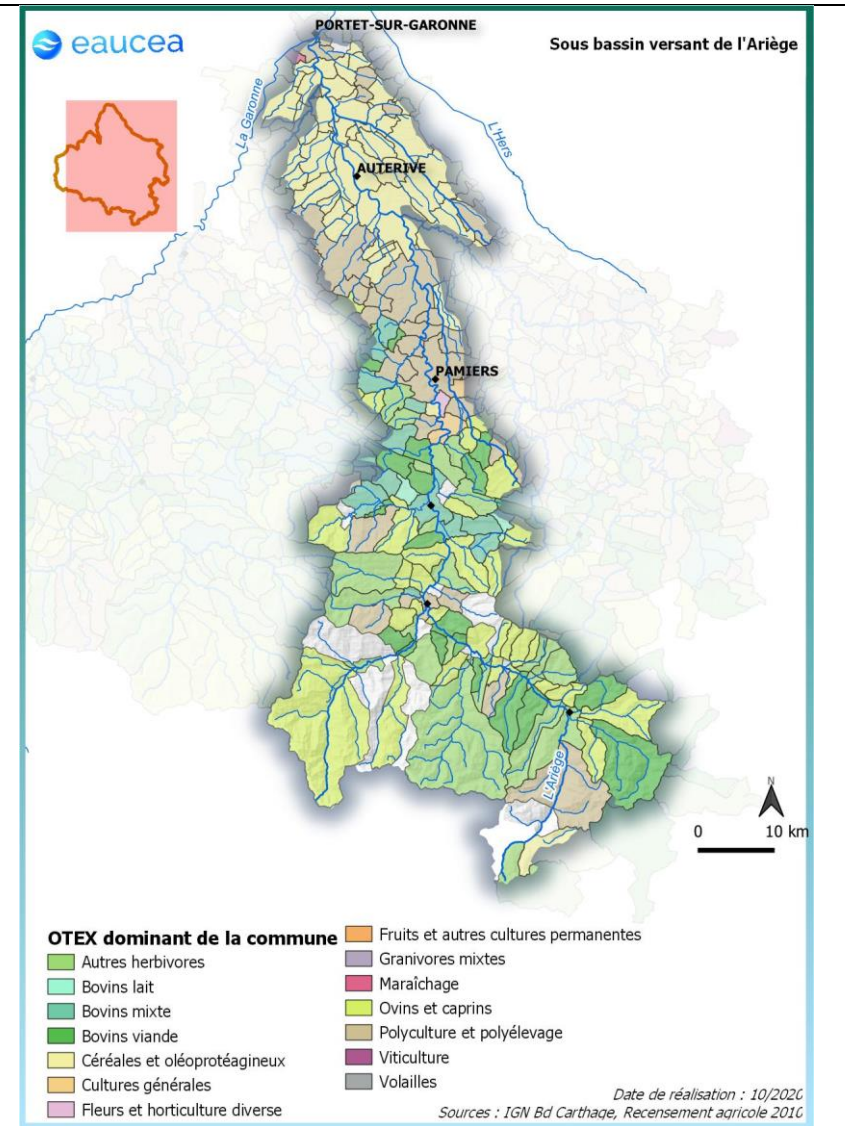 PORTET-SUR-GARONNE
eaucea
Sous bassin versant de l'Ariège
La Garonne
L'Hers
AUTERIVE
PAMIERS
L'Ariège
N
0 10 km
OTEX dominant de la commune
Autres herbivores
Bovins lait
Bovins mixte
Bovins viande
Céréales et oléoprotéagineux
Cultures générales
Fleurs et horticulture diverse
Fruits et autres cultures permanentes
Granivores mixtes
Maraîchage
Ovins et caprins
Polyculture et polyélevage
Viticulture
Volailles
Date de réalisation : 10/2020
Sources : IGN Bd Carthage, Recensement agricole 2010